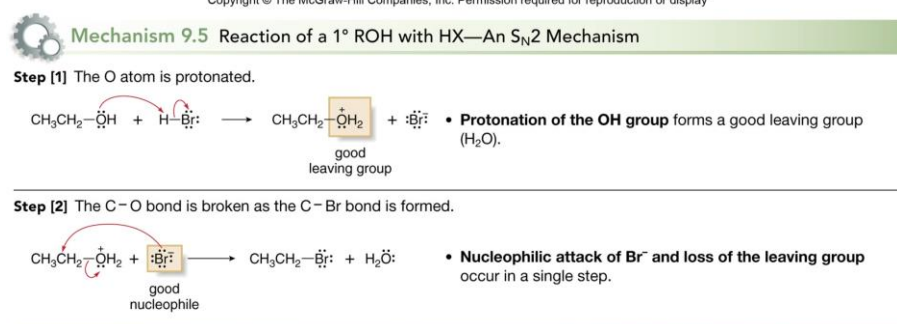 Copyright © The McGraw-Hill Companies, Inc. Permission required for reproduction or display
Mechanism 9.5 Reaction of a 1° ROH with HX—An SN2 Mechanism
Step [1] The O atom is protonated.
CH₃CH₂–ÖH + H–Br: ⟶ CH₃CH₂–ÖH₂⁺ + :Br:⁻ • Protonation of the OH group forms a good leaving group
(H₂O).
good
leaving group
Step [2] The C–O bond is broken as the C–Br bond is formed.
CH₃CH₂–ÖH₂⁺ + :Br:⁻ ⟶ CH₃CH₂–Br: + H₂Ö: • Nucleophilic attack of Br⁻ and loss of the leaving group
occur in a single step.
good
nucleophile